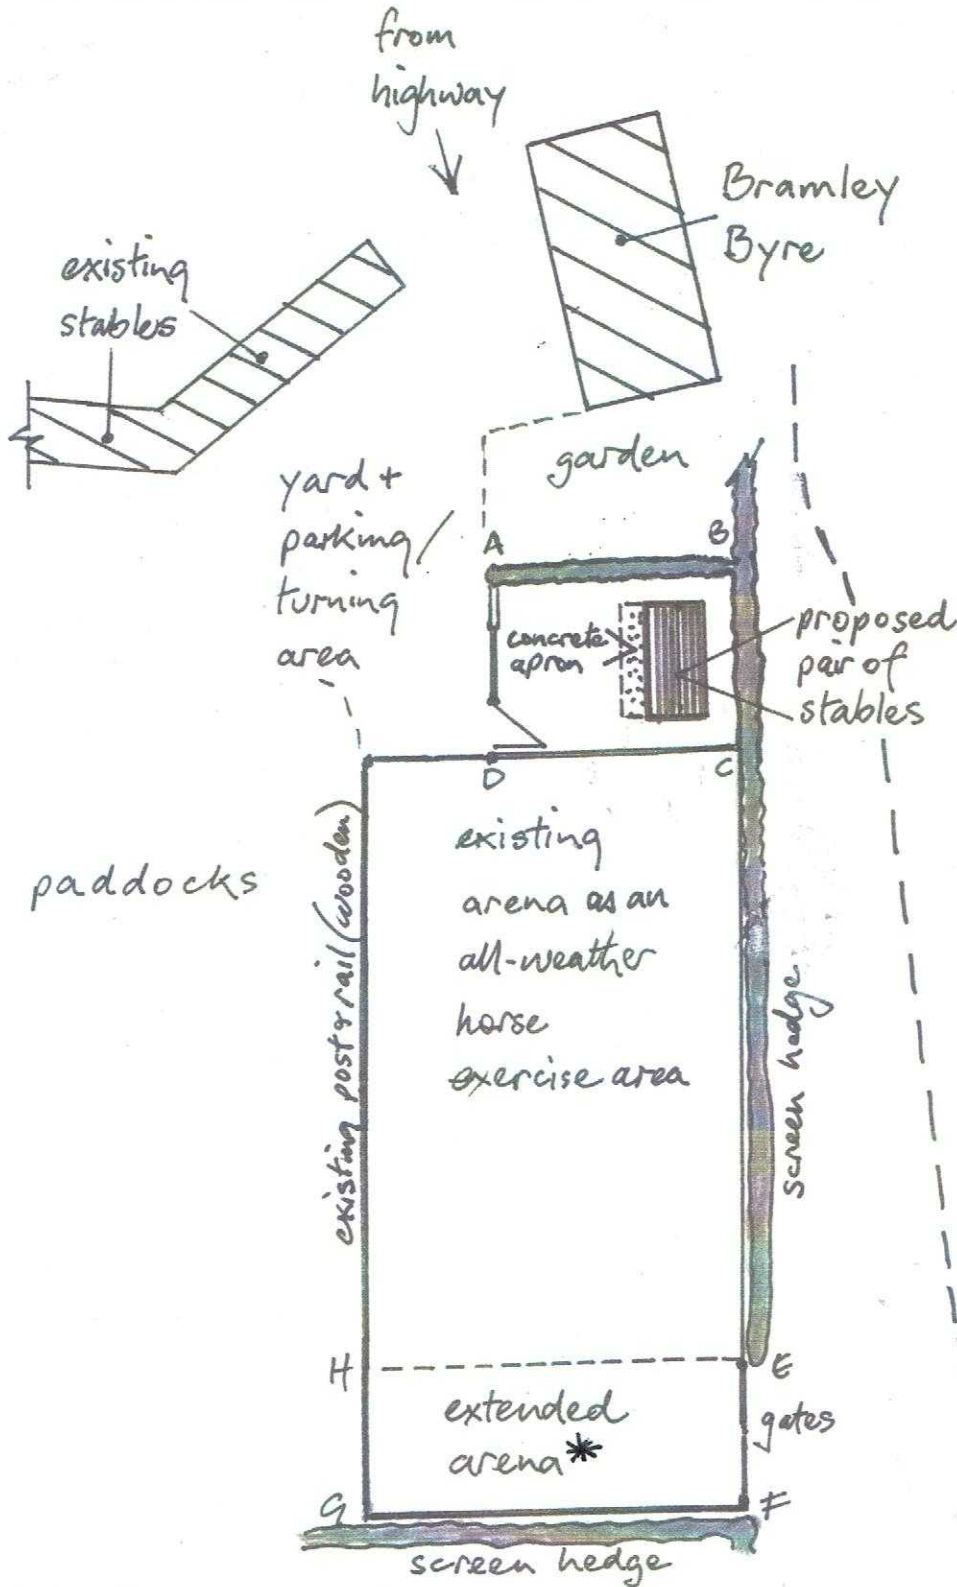 from
highway
Bramley
Byre
existing
stables
garden
yard +
parking/
turning
area
A
B
concrete
apron
proposed
pair of
stables
D
C
existing
arena as an
all-weather
horse
exercise area
paddocks
existing post & rail (wooden)
screen hedge
H
E
extended
arena*
gates
G
F
screen hedge